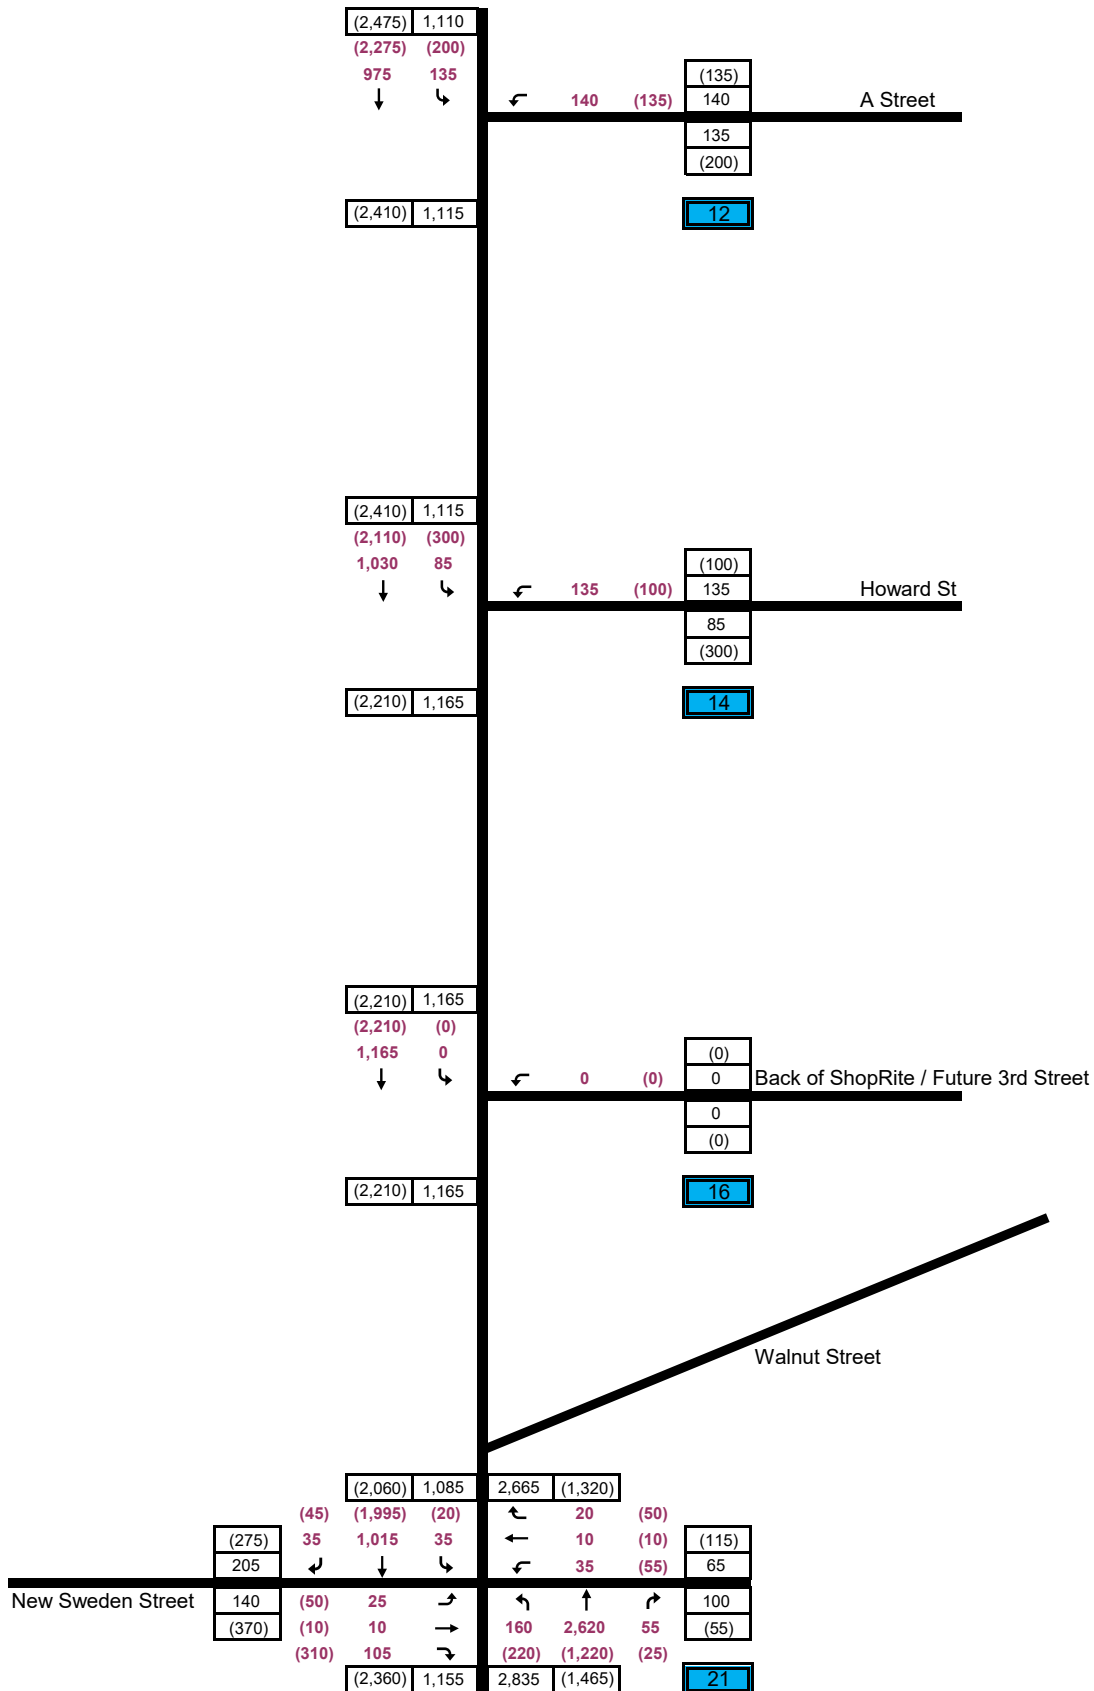 (2,475) 1,110
(2,275) (200)
975 135
(135)
140 (135) 140 A Street
135
(200)
(2,410) 1,115 12
(2,410) 1,115
(2,110) (300)
1,030 85
(100)
135 (100) 135 Howard St
85
(300)
(2,210) 1,165 14
(2,210) 1,165
(2,210) (0)
1,165 0
(0)
0 (0) 0 Back of ShopRite / Future 3rd Street
0
(0)
(2,210) 1,165 16
Walnut Street
(2,060) 1,085 2,665 (1,320)
(45) (1,995) (20) 20 (50)
(275) 35 1,015 35 10 (10) (115)
205 35 (55) 65
New Sweden Street 140 (50) 25 100
(370) (10) 10 160 2,620 55 (55)
(310) 105 (220) (1,220) (25)
(2,360) 1,155 2,835 (1,465) 21